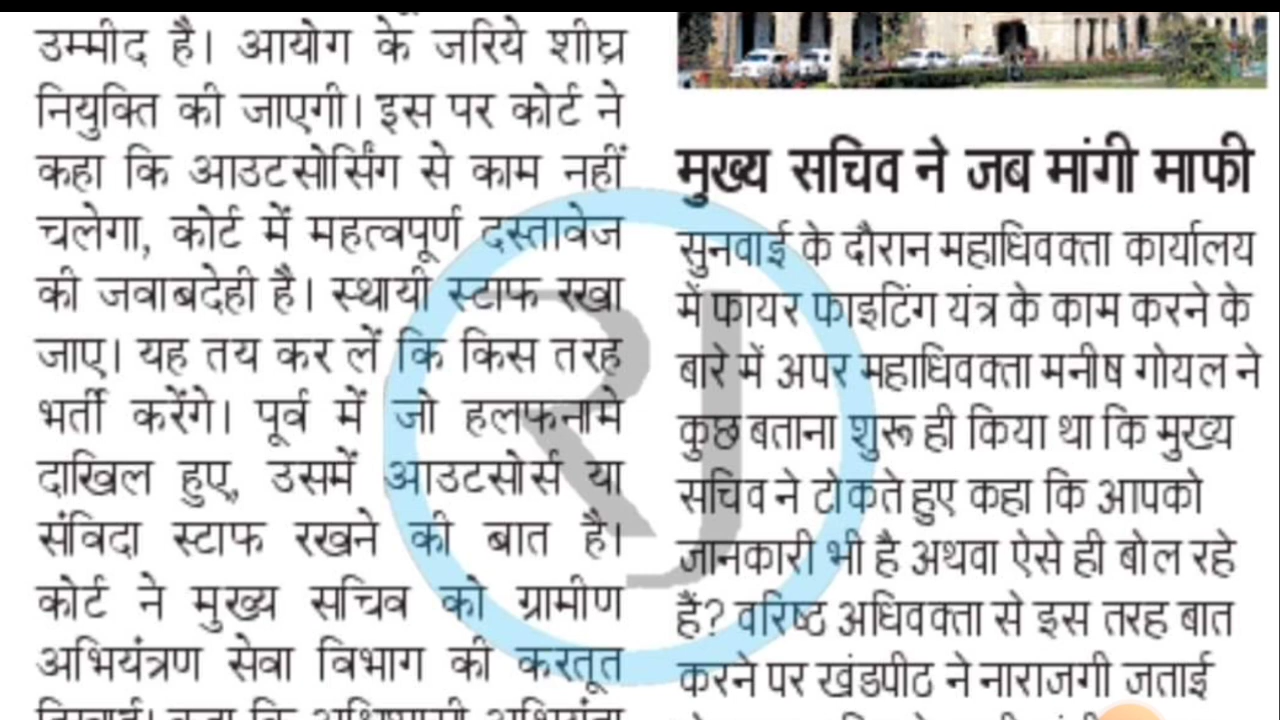 उम्मीद है। आयोग के जरिये शीघ्र
नियुक्ति की जाएगी। इस पर कोर्ट ने
कहा कि आउटसोर्सिंग से काम नहीं
चलेगा, कोर्ट में महत्वपूर्ण दस्तावेज
की जवाबदेही है। स्थायी स्टाफ रखा
जाए। यह तय कर लें कि किस तरह
भर्ती करेंगे। पूर्व में जो हलफनामे
दाखिल हुए, उसमें आउटसोर्स या
संविदा स्टाफ रखने की बात है।
कोर्ट ने मुख्य सचिव को ग्रामीण
अभियंत्रण सेवा विभाग की करतूत
मुख्य सचिव ने जब मांगी माफी
सुनवाई के दौरान महाधिवक्ता कार्यालय
में फायर फाइटिंग यंत्र के काम करने के
बारे में अपर महाधिवक्ता मनीष गोयल ने
कुछ बताना शुरू ही किया था कि मुख्य
सचिव ने टोकते हुए कहा कि आपको
जानकारी भी है अथवा ऐसे ही बोल रहे
हैं? वरिष्ठ अधिवक्ता से इस तरह बात
करने पर खंडपीठ ने नाराजगी जताई
RJ